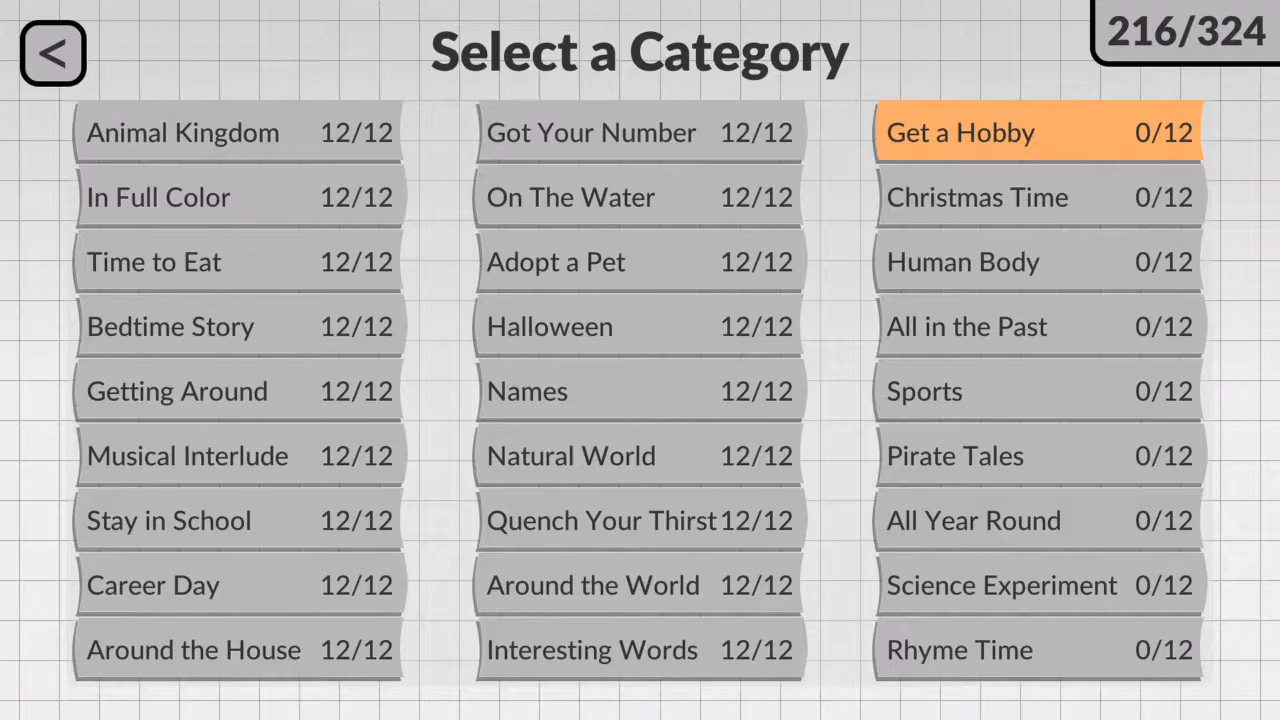 <
Select a Category
216/324
Animal Kingdom 12/12
In Full Color 12/12
Time to Eat 12/12
Bedtime Story 12/12
Getting Around 12/12
Musical Interlude 12/12
Stay in School 12/12
Career Day 12/12
Around the House 12/12
Got Your Number 12/12
On The Water 12/12
Adopt a Pet 12/12
Halloween 12/12
Names 12/12
Natural World 12/12
Quench Your Thirst 12/12
Around the World 12/12
Interesting Words 12/12
Get a Hobby 0/12
Christmas Time 0/12
Human Body 0/12
All in the Past 0/12
Sports 0/12
Pirate Tales 0/12
All Year Round 0/12
Science Experiment 0/12
Rhyme Time 0/12